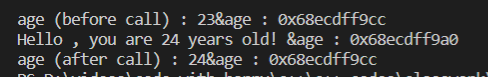 age (before call) : 23&age : 0x68ecdff9cc
Hello , you are 24 years old! &age : 0x68ecdff9a0
age (after call) : 24&age : 0x68ecdff9cc